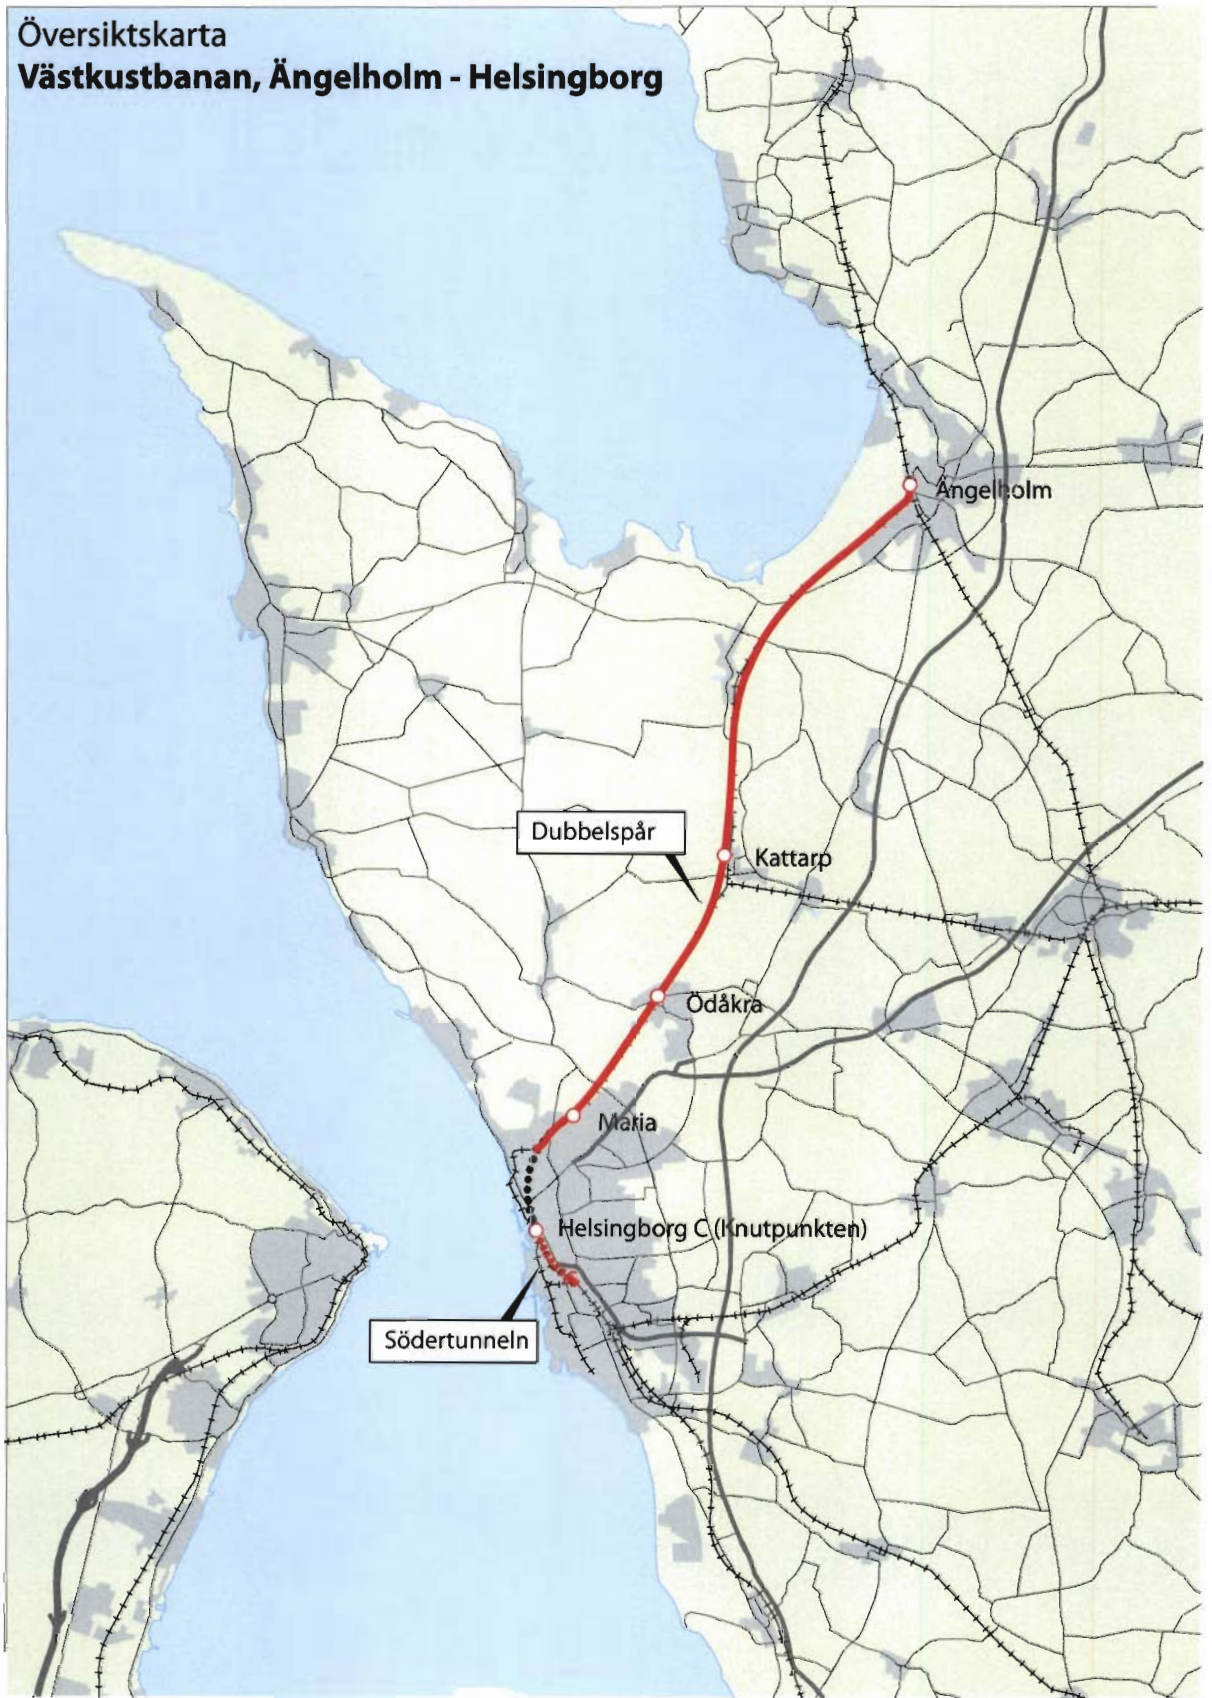 Översiktskarta
Västkustbanan, Ängelholm - Helsingborg
Ängelholm
Dubbelspår
Kattarp
Ödåkra
Maria
Helsingborg C (Knutpunkten)
Södertunneln